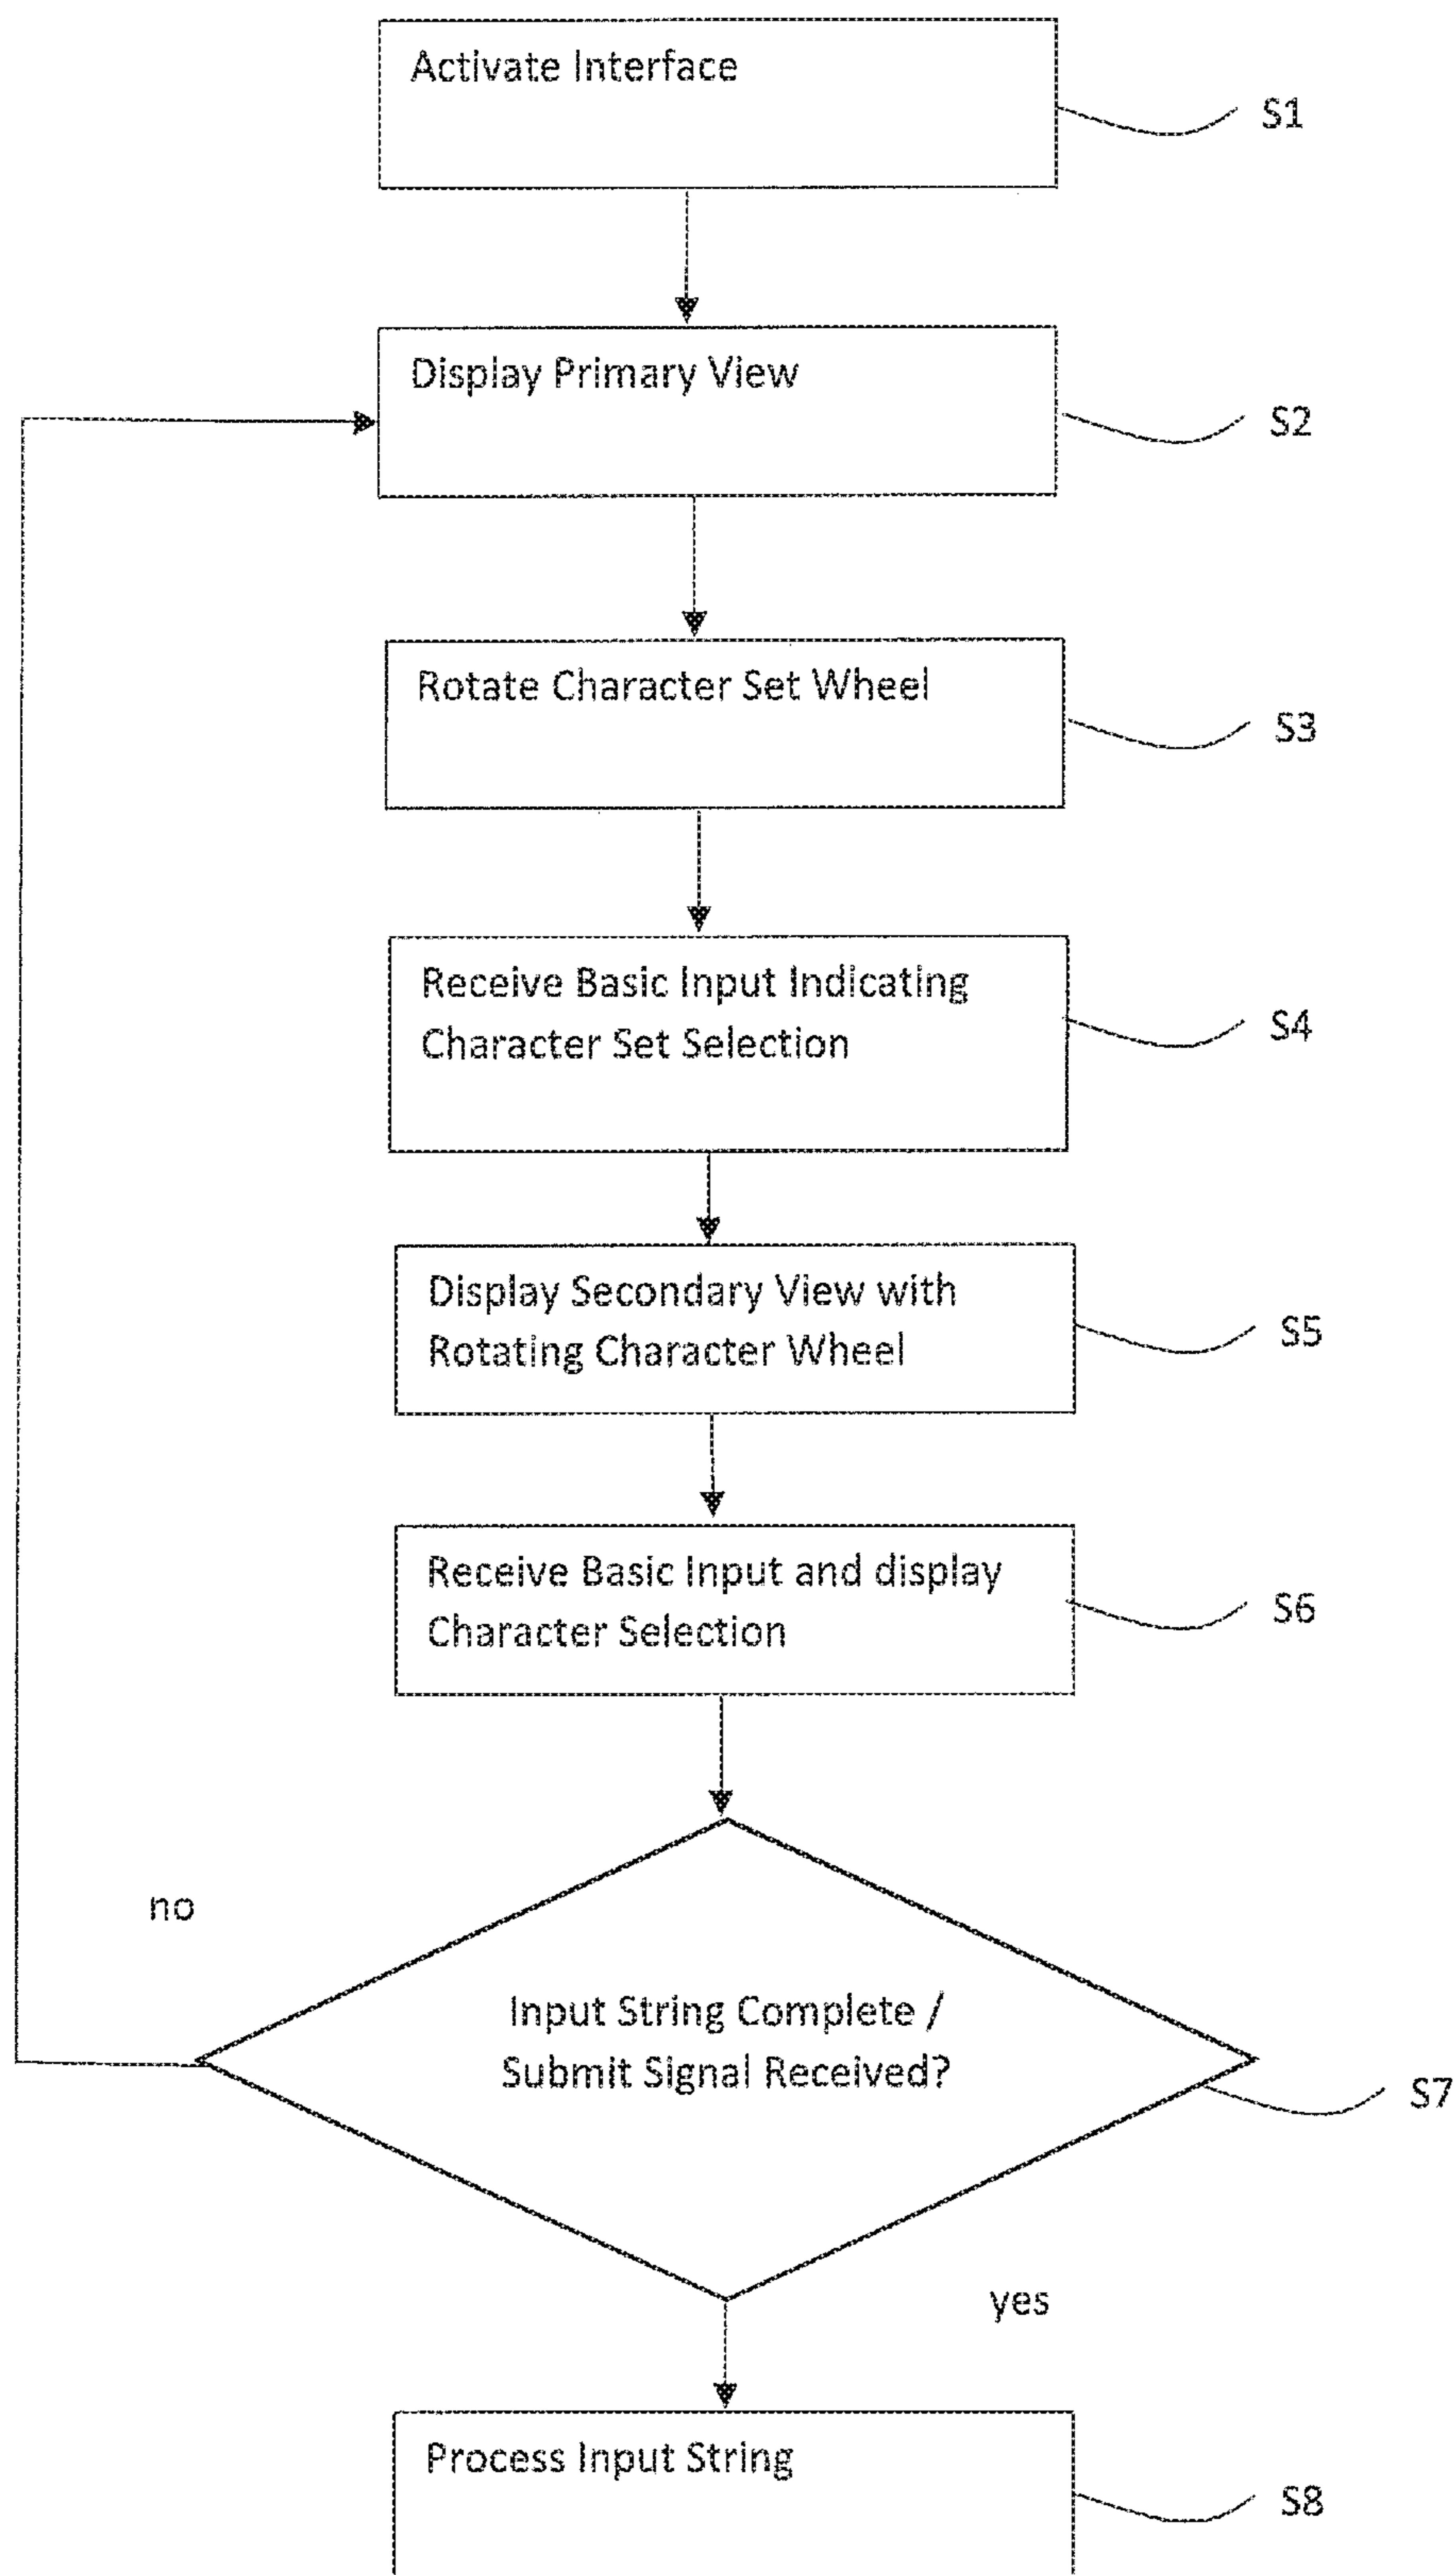 Activate Interface
S1
Display Primary View
S2
Rotate Character Set Wheel
S3
Receive Basic Input Indicating
Character Set Selection
S4
Display Secondary View with
Rotating Character Wheel
S5
Receive Basic Input and display
Character Selection
S6
no
Input String Complete /
Submit Signal Received?
S7
yes
Process Input String
S8